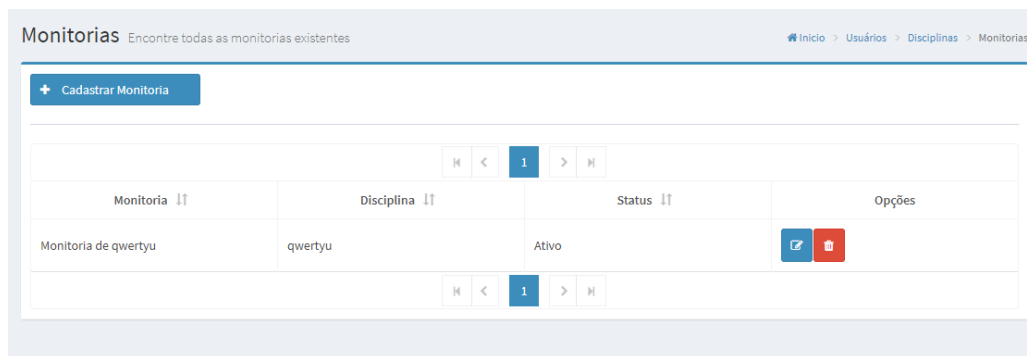 Monitorias Encontre todas as monitorias existentes
Inicio > Usuários > Disciplinas > Monitorias
Cadastrar Monitoria
1
Monitoria Disciplina Status Opções
Monitoria de qwertyu qwertyu Ativo
1